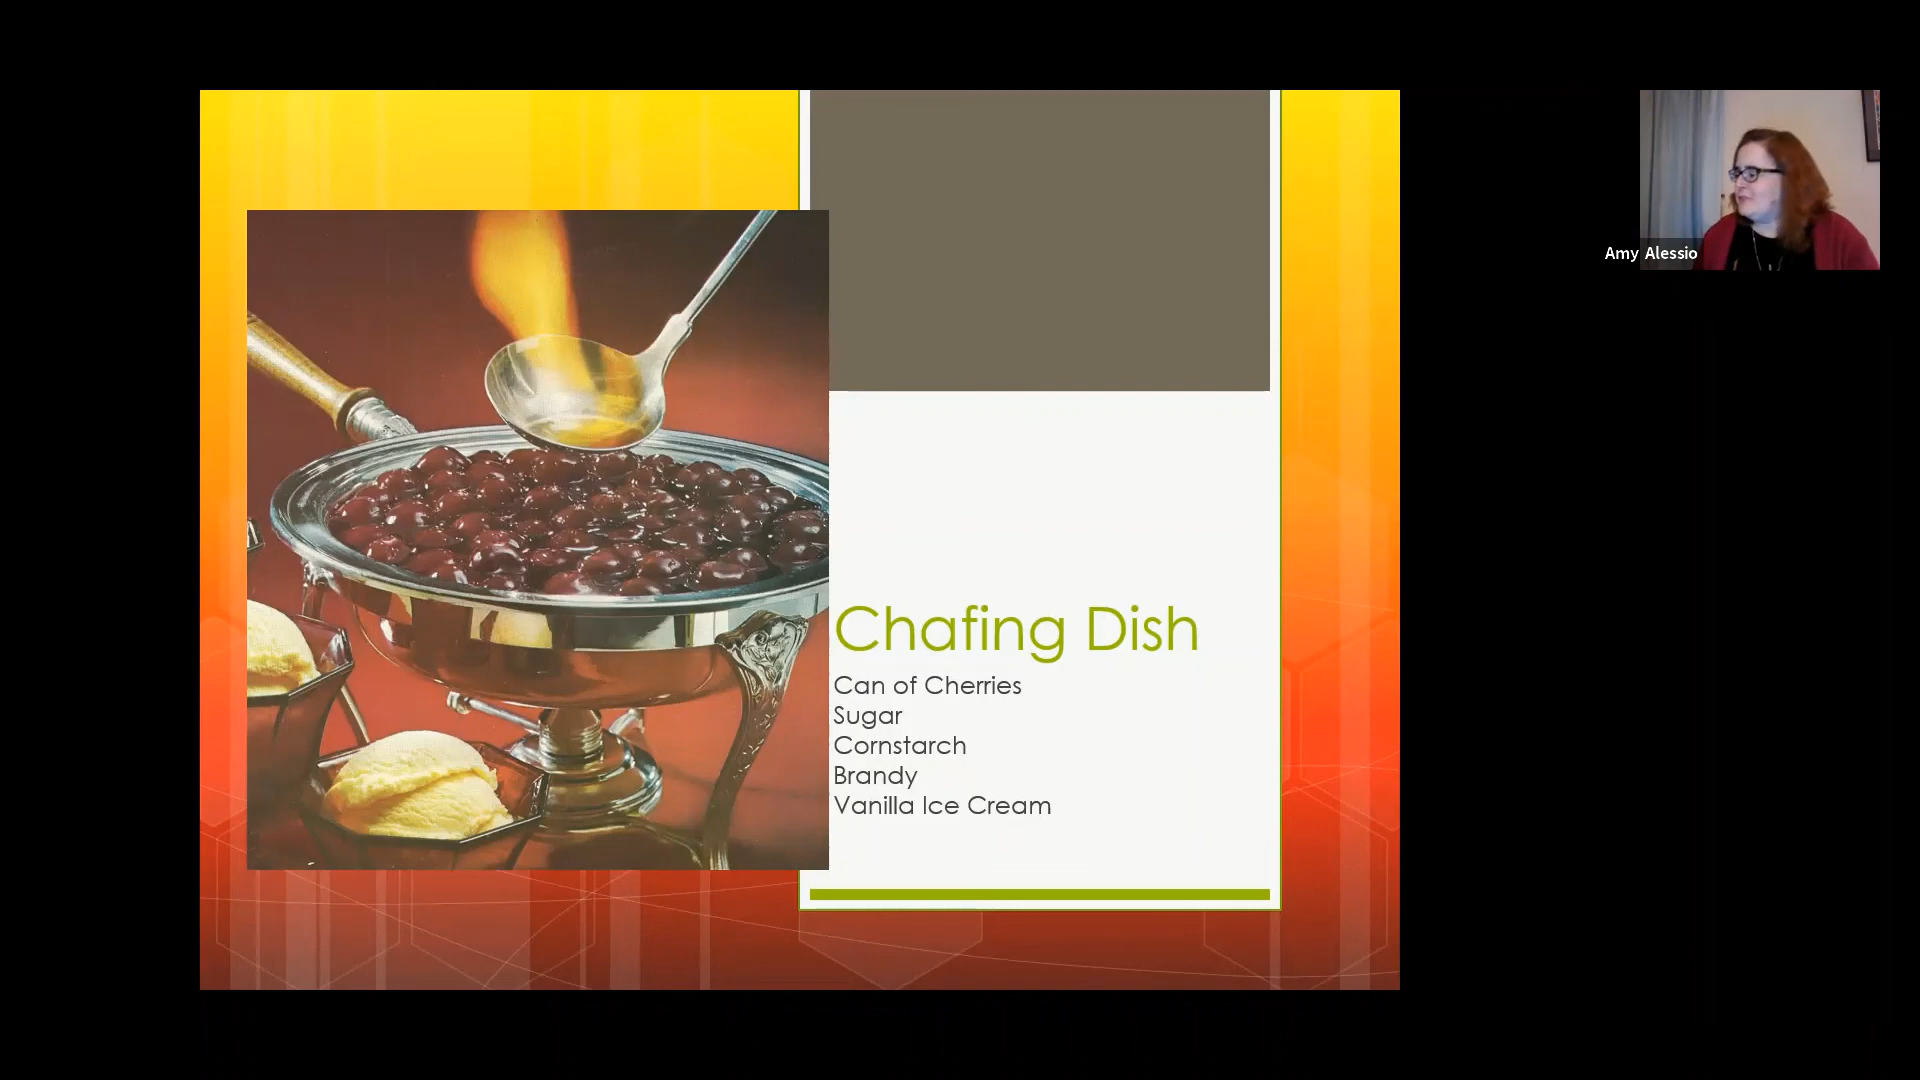 Amy Alessio
Chafing Dish
Can of Cherries
Sugar
Cornstarch
Brandy
Vanilla Ice Cream